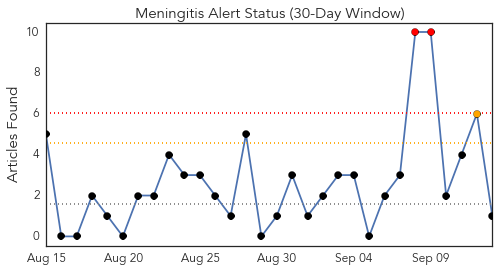 Meningitis Alert Status (30-Day Window)
Articles Found
10
8
6
4
2
0
Aug 15 Aug 20 Aug 25 Aug 30 Sep 04 Sep 09